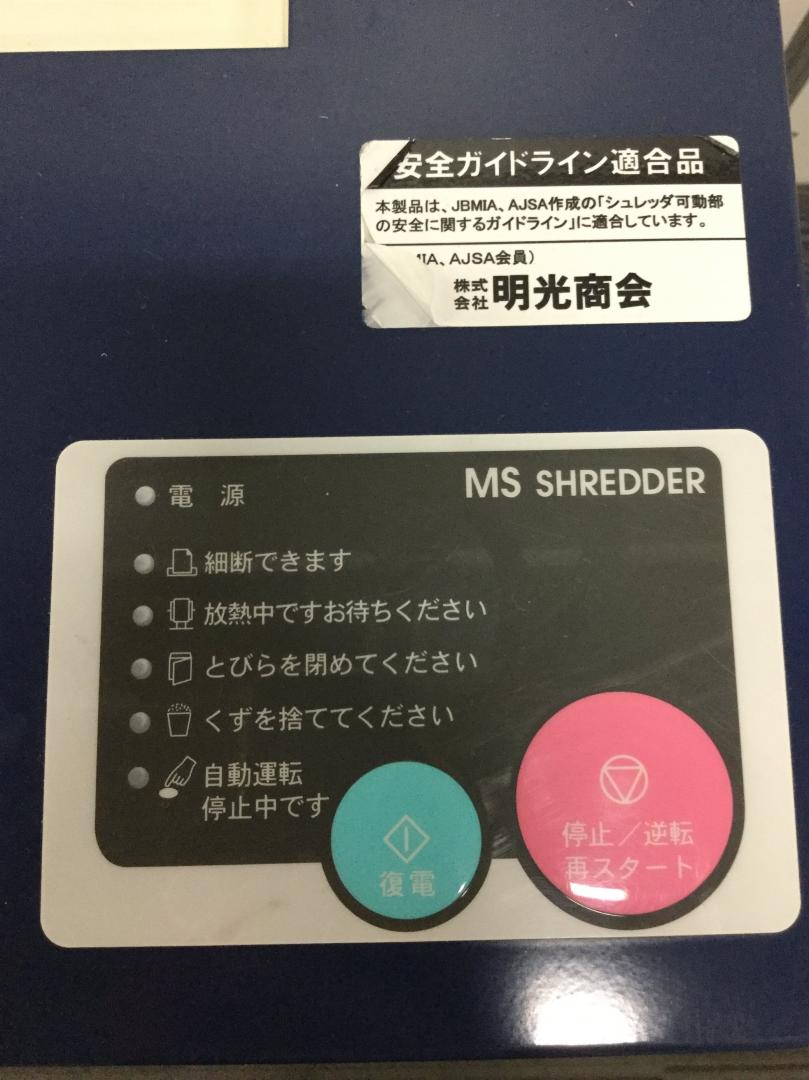 安全ガイドライン適合品
本製品は、JBMIA、AJSA作成の「シュレッダ可動部
の安全に関するガイドライン」に適合しています。
MIA、AJSA会員）
株式会社 明光商会
MS SHREDDER
電 源
細断できます
放熱中ですお待ちください
とびらを閉めてください
くずを捨ててください
自動運転
停止中です
復電
停止／逆転
再スタート